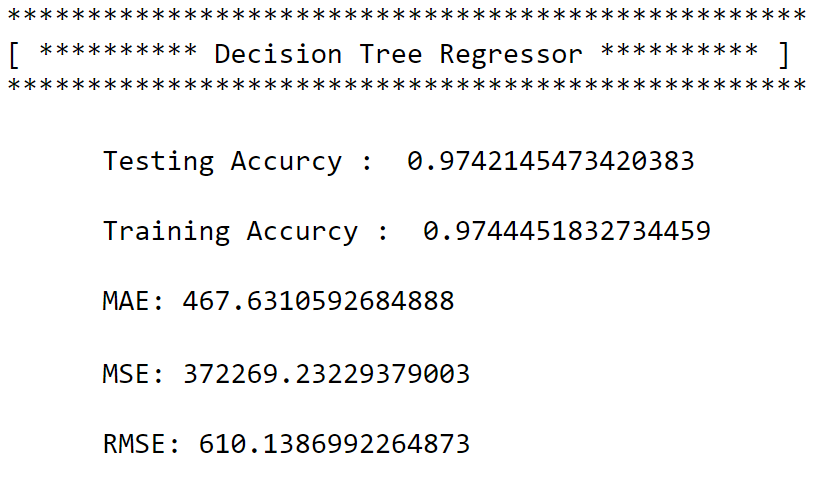 **************************************************
[ ********** Decision Tree Regressor ********** ]
**************************************************
Testing Accurcy :  0.9742145473420383
Training Accurcy :  0.9744451832734459
MAE: 467.6310592684888
MSE: 372269.23229379003
RMSE: 610.1386992264873